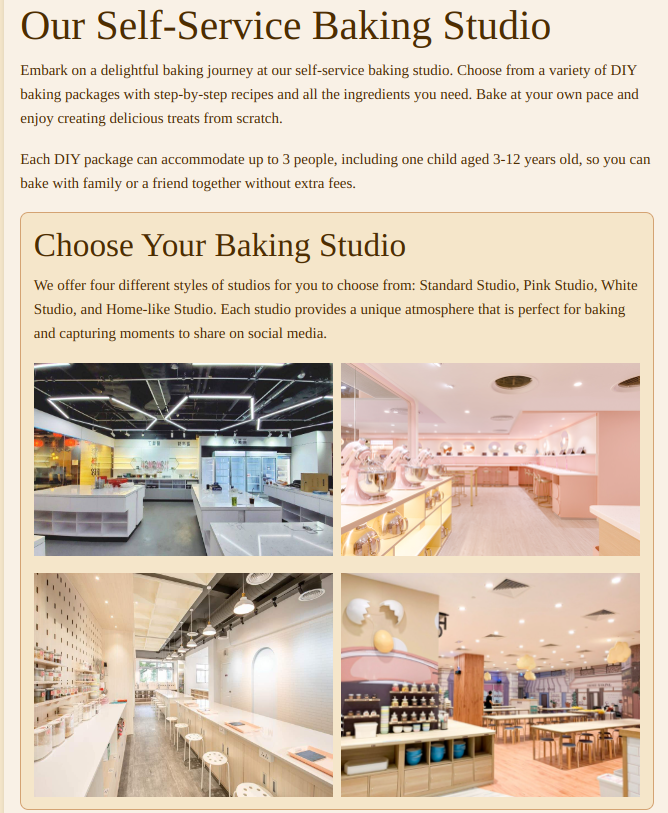 Our Self-Service Baking Studio
Embark on a delightful baking journey at our self-service baking studio. Choose from a variety of DIY
baking packages with step-by-step recipes and all the ingredients you need. Bake at your own pace and
enjoy creating delicious treats from scratch.
Each DIY package can accommodate up to 3 people, including one child aged 3-12 years old, so you can
bake with family or a friend together without extra fees.
Choose Your Baking Studio
We offer four different styles of studios for you to choose from: Standard Studio, Pink Studio, White
Studio, and Home-like Studio. Each studio provides a unique atmosphere that is perfect for baking
and capturing moments to share on social media.